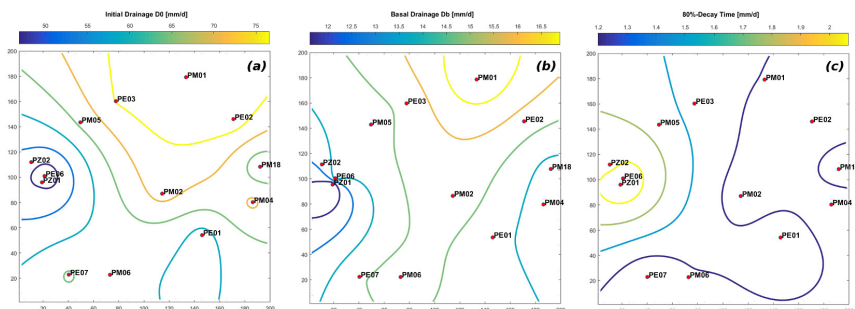 Initial Drainage D0 [mm/d]
50 55 60 65 70 75
(a)
PM01
PE03
PE02
PM05
PZ02
PE06
PZ01
PM18
PM02
PM04
PE01
PE07
PM06
200
180
160
140
120
100
80
60
40
20
20 40 60 80 100 120 140 160 180 200
Basal Drainage Db [mm/d]
12 12.5 13 13.5 14 14.5 15 15.5 16 16.5
(b)
PM01
PE03
PE02
PM05
PZ02
PE06
PZ01
PM18
PM02
PM04
PE01
PE07
PM06
200
180
160
140
120
100
80
60
40
20
80%-Decay Time [mm/d]
1.2 1.3 1.4 1.5 1.6 1.7 1.8 1.9 2
(c)
PM01
PE03
PE02
PM05
PZ02
PE06
PZ01
PM02
PM04
PE01
PE07
PM06
200
180
160
140
120
100
80
60
40
20